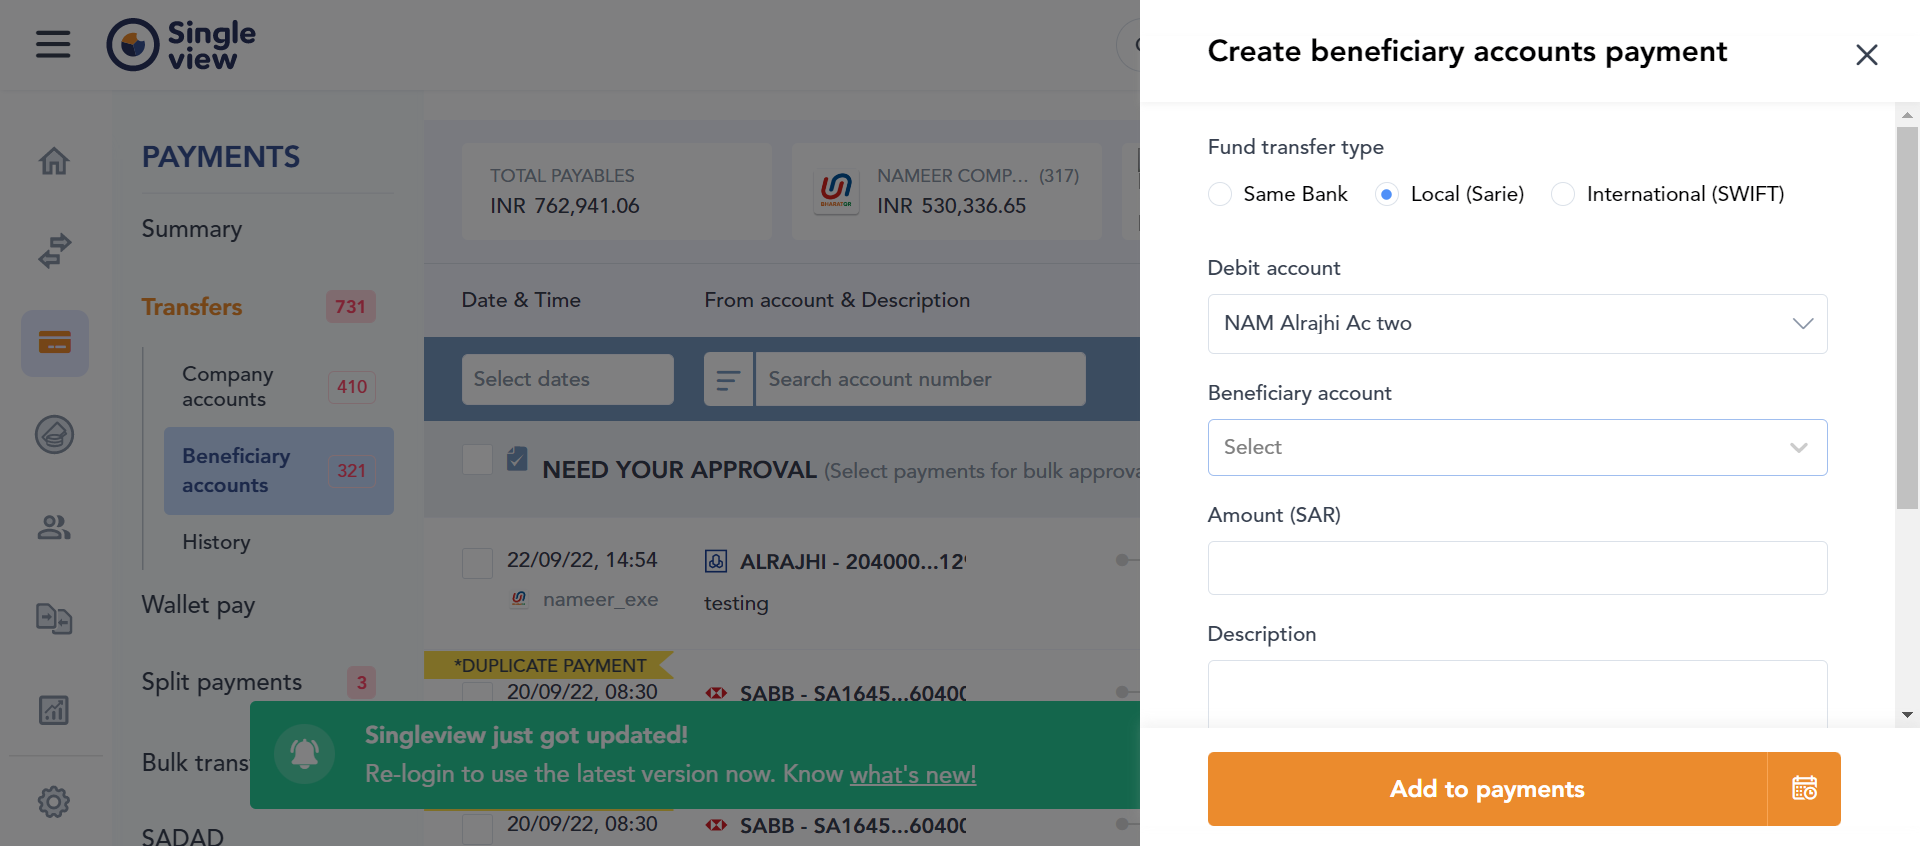 Single
view
Create beneficiary accounts payment
PAYMENTS
Summary
Transfers 731
Company
accounts 410
Beneficiary
accounts 321
History
Wallet pay
Split payments 3
Bulk trans
SADAD
TOTAL PAYABLES
INR 762,941.06
NAMEER COMP... (317)
INR 530,336.65
Date & Time From account & Description
Select dates Search account number
NEED YOUR APPROVAL (Select payments for bulk approva
22/09/22, 14:54 ALRAJHI - 204000...129
nameer_exe testing
*DUPLICATE PAYMENT
20/09/22, 08:30 SABB - SA1645...6040
Singleview just got updated!
Re-login to use the latest version now. Know what's new!
20/09/22, 08:30 SABB - SA1645...6040
Fund transfer type
Same Bank Local (Sarie) International (SWIFT)
Debit account
NAM Alrajhi Ac two
Beneficiary account
Select
Amount (SAR)
Description
Add to payments